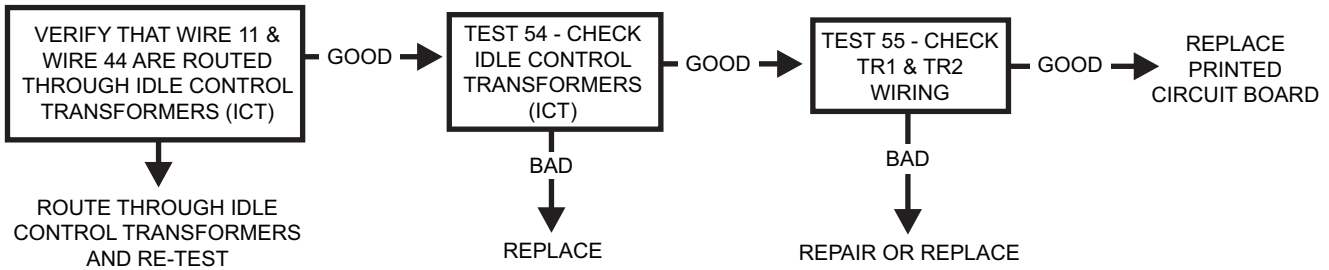 VERIFY THAT WIRE 11 &
WIRE 44 ARE ROUTED
THROUGH IDLE CONTROL
TRANSFORMERS (ICT)
GOOD
TEST 54 - CHECK
IDLE CONTROL
TRANSFORMERS
(ICT)
GOOD
TEST 55 - CHECK
TR1 & TR2
WIRING
GOOD
REPLACE
PRINTED
CIRCUIT BOARD
ROUTE THROUGH IDLE
CONTROL TRANSFORMERS
AND RE-TEST
BAD
REPLACE
BAD
REPAIR OR REPLACE